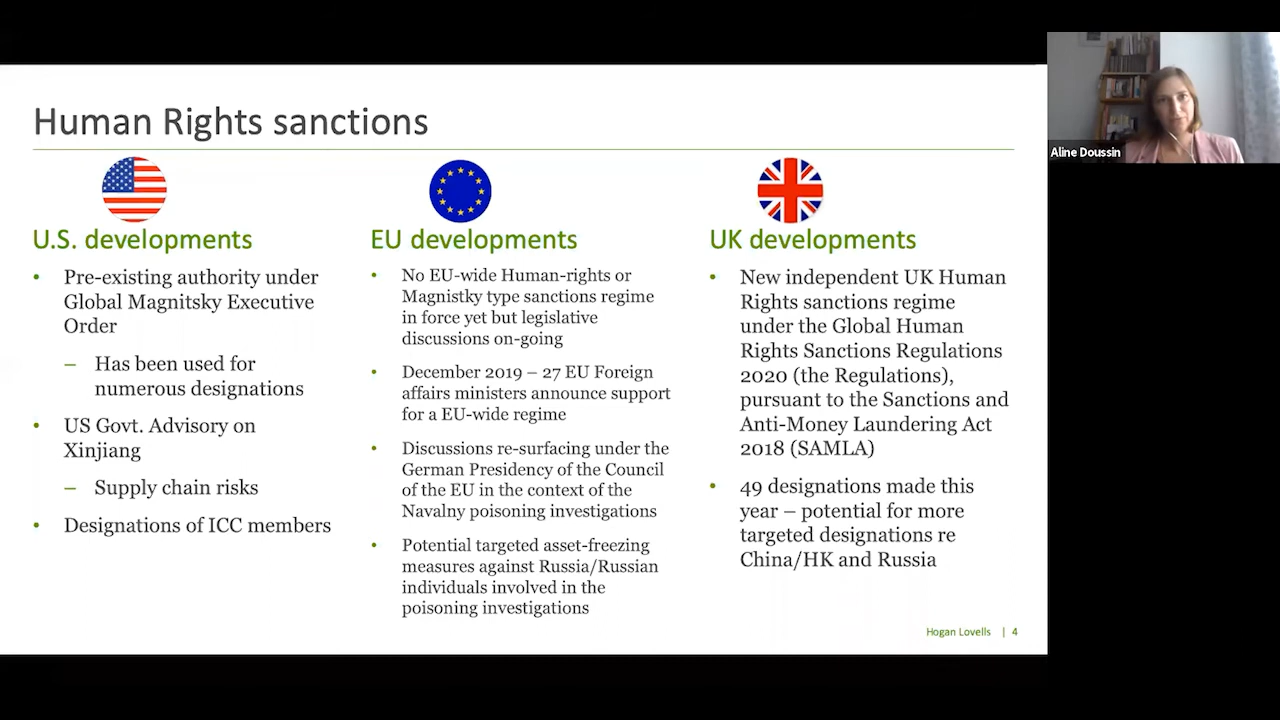 Human Rights sanctions
U.S. developments
• Pre-existing authority under
Global Magnitsky Executive
Order
– Has been used for
numerous designations
• US Govt. Advisory on
Xinjiang
– Supply chain risks
• Designations of ICC members
EU developments
• No EU-wide Human-rights or
Magnistky type sanctions regime
in force yet but legislative
discussions on-going
• December 2019 – 27 EU Foreign
affairs ministers announce support
for a EU-wide regime
• Discussions re-surfacing under the
German Presidency of the Council
of the EU in the context of the
Navalny poisoning investigations
• Potential targeted asset-freezing
measures against Russia/Russian
individuals involved in the
poisoning investigations
UK developments
• New independent UK Human
Rights sanctions regime
under the Global Human
Rights Sanctions Regulations
2020 (the Regulations),
pursuant to the Sanctions and
Anti-Money Laundering Act
2018 (SAMLA)
• 49 designations made this
year – potential for more
targeted designations re
China/HK and Russia
Hogan Lovells | 4
Aline Doussin